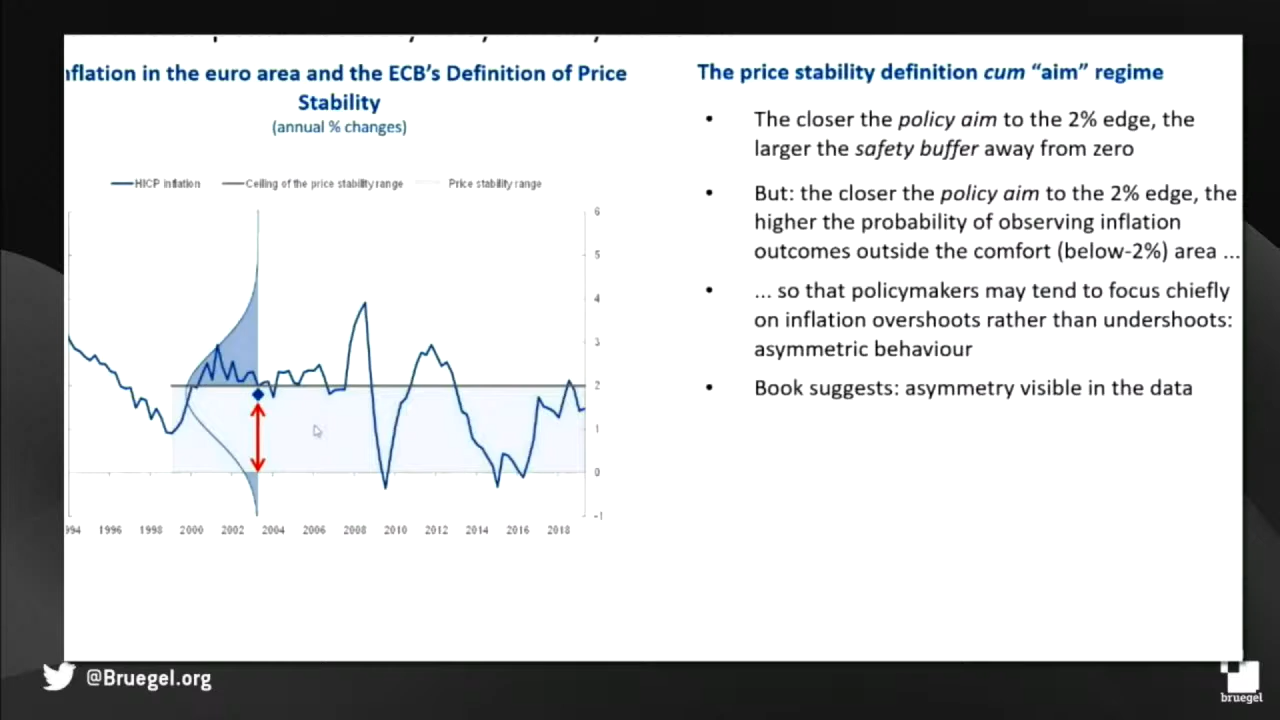 nflation in the euro area and the ECB's Definition of Price
Stability
(annual % changes)
HICP inflation
Ceiling of the price stability range
Price stability range
6
5
4
3
2
1
0
-1
994 1996 1998 2000 2002 2004 2006 2008 2010 2012 2014 2016 2018
The price stability definition cum “aim” regime
• The closer the policy aim to the 2% edge, the
larger the safety buffer away from zero
• But: the closer the policy aim to the 2% edge, the
higher the probability of observing inflation
outcomes outside the comfort (below-2%) area ...
• ... so that policymakers may tend to focus chiefly
on inflation overshoots rather than undershoots:
asymmetric behaviour
• Book suggests: asymmetry visible in the data
@Bruegel.org
bruegel